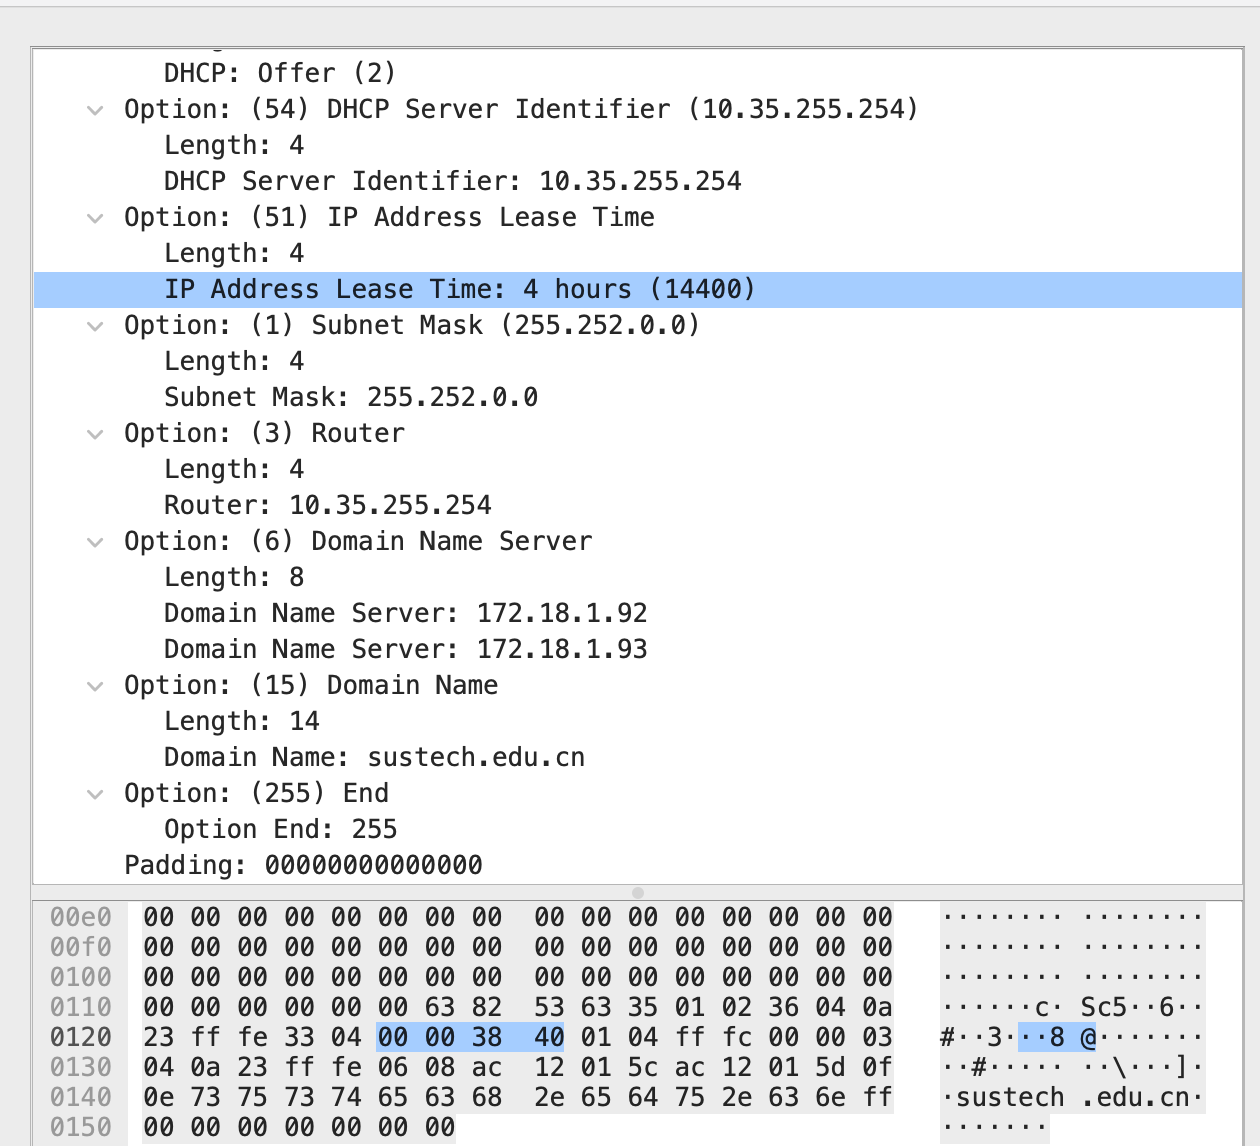 DHCP: Offer (2)
Option: (54) DHCP Server Identifier (10.35.255.254)
Length: 4
DHCP Server Identifier: 10.35.255.254
Option: (51) IP Address Lease Time
Length: 4
IP Address Lease Time: 4 hours (14400)
Option: (1) Subnet Mask (255.252.0.0)
Length: 4
Subnet Mask: 255.252.0.0
Option: (3) Router
Length: 4
Router: 10.35.255.254
Option: (6) Domain Name Server
Length: 8
Domain Name Server: 172.18.1.92
Domain Name Server: 172.18.1.93
Option: (15) Domain Name
Length: 14
Domain Name: sustech.edu.cn
Option: (255) End
Option End: 255
Padding: 00000000000000
00e0 00 00 00 00 00 00 00 00 00 00 00 00 00 00 00 00 ········ ········
00f0 00 00 00 00 00 00 00 00 00 00 00 00 00 00 00 00 ········ ········
0100 00 00 00 00 00 00 00 00 00 00 00 00 00 00 00 00 ········ ········
0110 00 00 00 00 00 00 63 82 53 63 35 01 02 36 04 0a ······c· Sc5··6··
0120 23 ff fe 33 04 00 00 38 40 01 04 ff fc 00 00 03 #··3···8 @·······
0130 04 0a 23 ff fe 06 08 ac 12 01 5c ac 12 01 5d 0f ··#····· ··\···]·
0140 0e 73 75 73 74 65 63 68 2e 65 64 75 2e 63 6e ff ·sustech .edu.cn·
0150 00 00 00 00 00 00 00 ·······